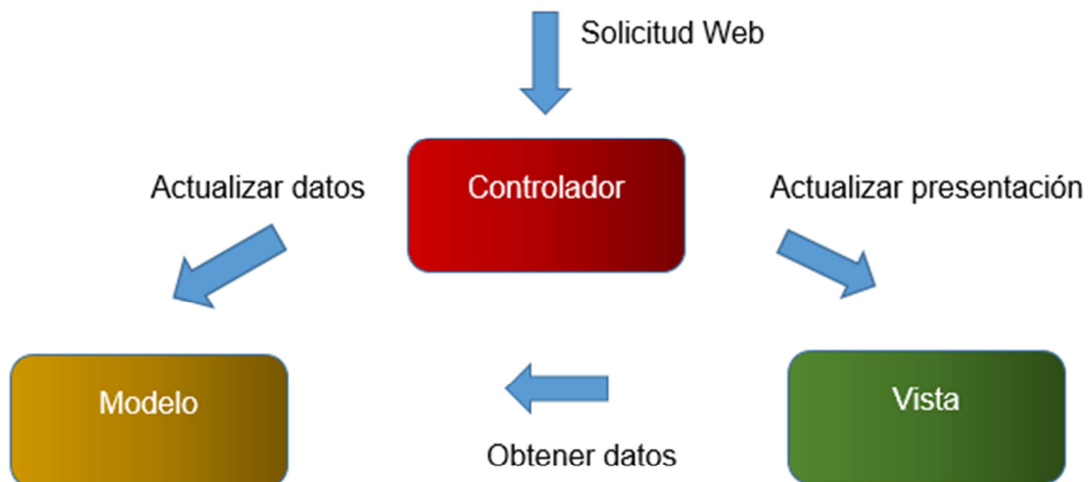 Solicitud Web
Actualizar datos
Controlador
Actualizar presentación
Modelo
Vista
Obtener datos